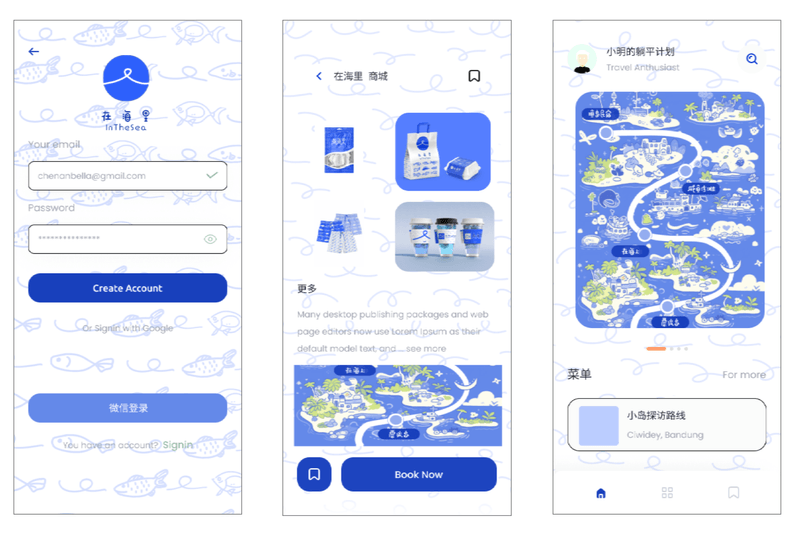 在 海 里
InTheSea
Your email
chenanbella@gmail.com
Password
Create Account
Or Signin with Google
微信登录
You have an account? Signin
在海里 商城
更多
Many desktop publishing packages and web
page editors now use Lorem Ipsum as their
default model text, and ... see more
Book Now
小明的躺平计划
Travel Anthusiast
菜单
For more
小岛探访路线
Ciwidey, Bandung